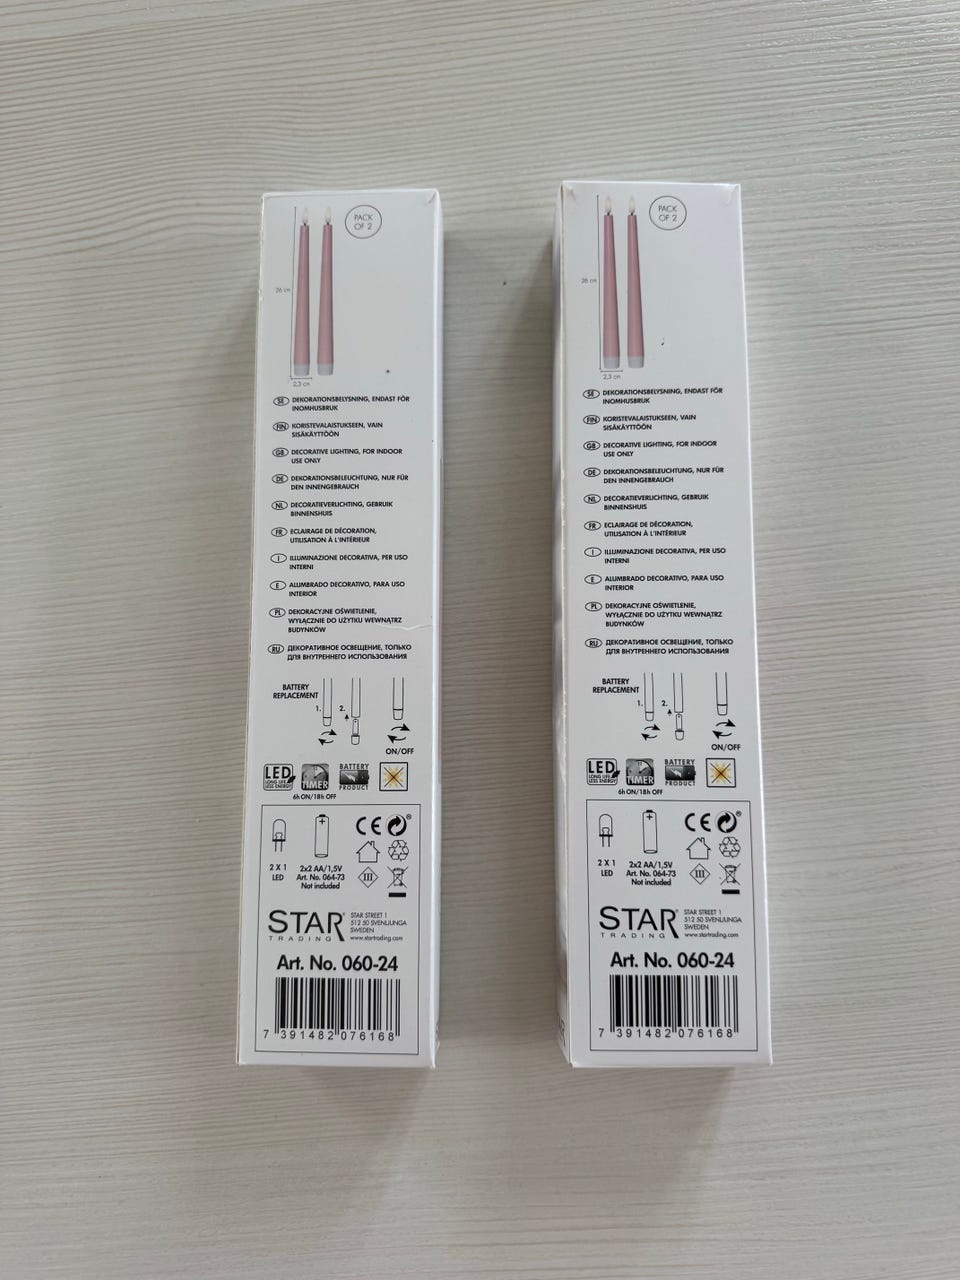 PACK
OF 2
26 cm
2,3 cm
SE DEKORATIONSBELYSNING, ENDAST FÖR
INOMHUSBRUK
FIN KORISTEVALAISTUKSEEN, VAIN
SISÄKÄYTTÖÖN
GB DECORATIVE LIGHTING, FOR INDOOR
USE ONLY
DE DEKORATIONSBELEUCHTUNG, NUR FÜR
DEN INNENGEBRAUCH
NL DECORATIEVERLICHTING, GEBRUIK
BINNENSHUIS
FR ECLAIRAGE DE DÉCORATION,
UTILISATION À L'INTÉRIEUR
I ILLUMINAZIONE DECORATIVA, PER USO
INTERNI
E ALUMBRADO DECORATIVO, PARA USO
INTERIOR
PL DEKORACYJNE OŚWIETLENIE,
WYŁĄCZNIE DO UŻYTKU WEWNĄTRZ
BUDYNKÓW
RU ДЕКОРАТИВНОЕ ОСВЕЩЕНИЕ, ТОЛЬКО
ДЛЯ ВНУТРЕННЕГО ИСПОЛЬЗОВАНИЯ
BATTERY
REPLACEMENT
1. 2.
ON/OFF
LED
LONG LIFE
LESS ENERGY
TIMER
BATTERY
PRODUCT
6h ON/18h OFF
+
CE
®
III
2 X 1
LED
2x2 AA/1,5V
Art. No. 064-73
Not included
STAR®
TRADING
STAR STREET 1
512 50 SVENLJUNGA
SWEDEN
www.startrading.com
Art. No. 060-24
7 391482 076168
PACK
OF 2
26 cm
2,3 cm
SE DEKORATIONSBELYSNING, ENDAST FÖR
INOMHUSBRUK
FIN KORISTEVALAISTUKSEEN, VAIN
SISÄKÄYTTÖÖN
GB DECORATIVE LIGHTING, FOR INDOOR
USE ONLY
DE DEKORATIONSBELEUCHTUNG, NUR FÜR
DEN INNENGEBRAUCH
NL DECORATIEVERLICHTING, GEBRUIK
BINNENSHUIS
FR ECLAIRAGE DE DÉCORATION,
UTILISATION À L'INTÉRIEUR
I ILLUMINAZIONE DECORATIVA, PER USO
INTERNI
E ALUMBRADO DECORATIVO, PARA USO
INTERIOR
PL DEKORACYJNE OŚWIETLENIE,
WYŁĄCZNIE DO UŻYTKU WEWNĄTRZ
BUDYNKÓW
RU ДЕКОРАТИВНОЕ ОСВЕЩЕНИЕ, ТОЛЬКО
ДЛЯ ВНУТРЕННЕГО ИСПОЛЬЗОВАНИЯ
BATTERY
REPLACEMENT
1. 2.
ON/OFF
LED
LONG LIFE
LESS ENERGY
TIMER
BATTERY
PRODUCT
6h ON/18h OFF
+
CE
®
III
2 X 1
LED
2x2 AA/1,5V
Art. No. 064-73
Not included
STAR®
TRADING
STAR STREET 1
512 50 SVENLJUNGA
SWEDEN
www.startrading.com
Art. No. 060-24
7 391482 076168